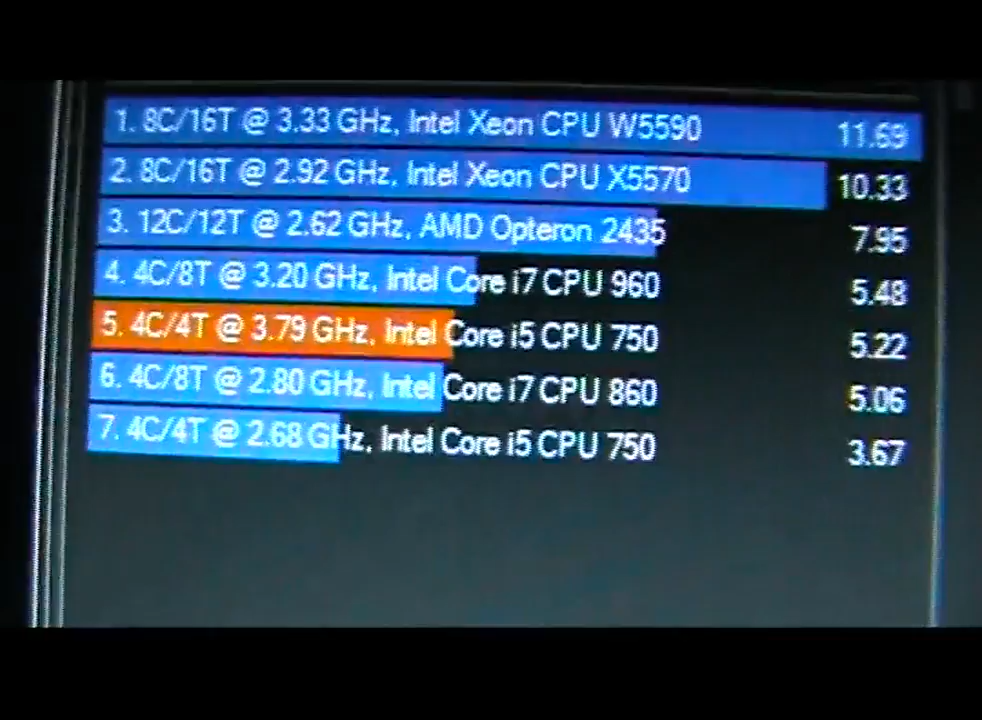 1. 8C/16T @ 3.33 GHz, Intel Xeon CPU W5590 11.69
2. 8C/16T @ 2.92 GHz, Intel Xeon CPU X5570 10.33
3. 12C/12T @ 2.62 GHz, AMD Opteron 2435 7.95
4. 4C/8T @ 3.20 GHz, Intel Core i7 CPU 960 5.48
5. 4C/4T @ 3.79 GHz, Intel Core i5 CPU 750 5.22
6. 4C/8T @ 2.80 GHz, Intel Core i7 CPU 860 5.06
7. 4C/4T @ 2.68 GHz, Intel Core i5 CPU 750 3.67